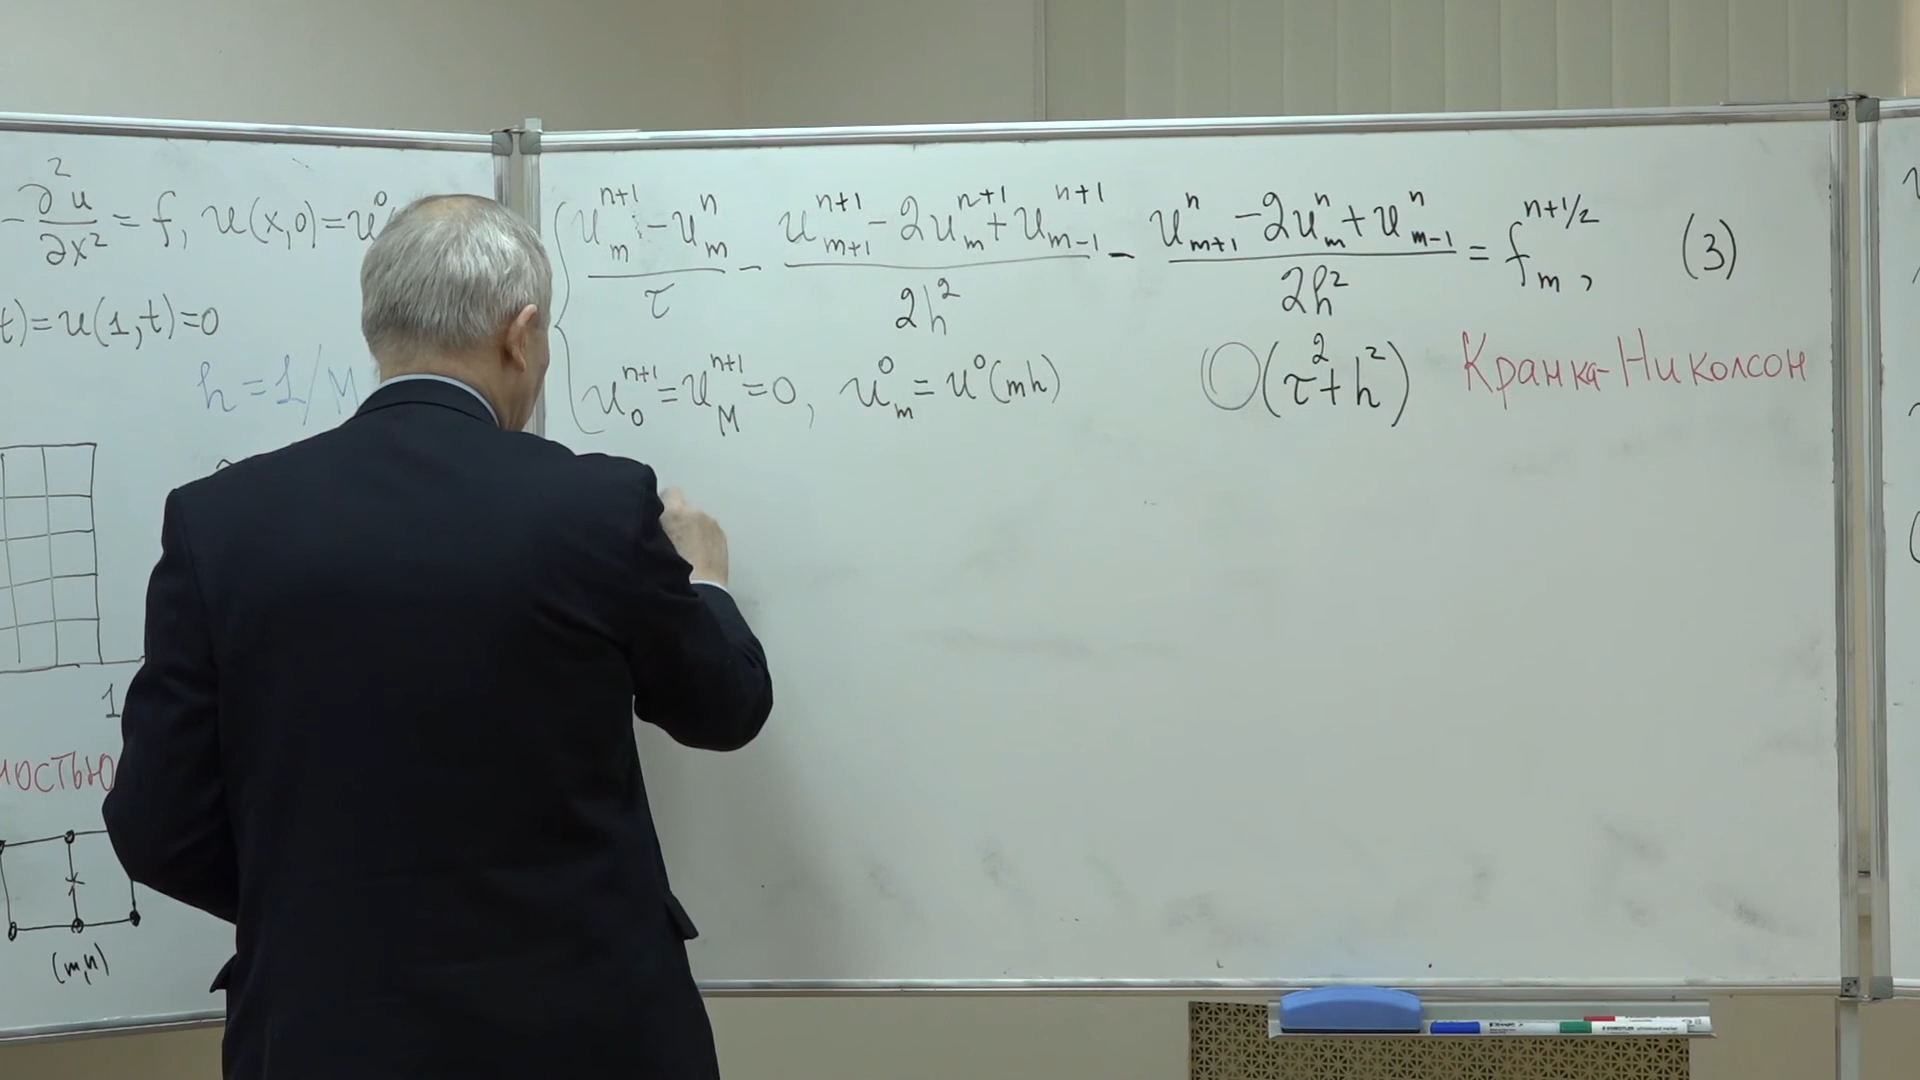 - ∂²u/∂x² = f, u(x,0)=u⁰
t)=u(1,t)=0
h=1/M
1
ностью
(m,n)
(u_m^{n+1} - u_m^n)/τ - (u_{m+1}^{n+1} - 2u_m^{n+1} + u_{m-1}^{n+1})/2h² - (u_{m+1}^n - 2u_m^n + u_{m-1}^n)/2h² = f_m^{n+1/2}, (3)
u_0^{n+1} = u_M^{n+1} = 0, u_m^0 = u⁰(mh) O(τ²+h²) Кранка-Николсон